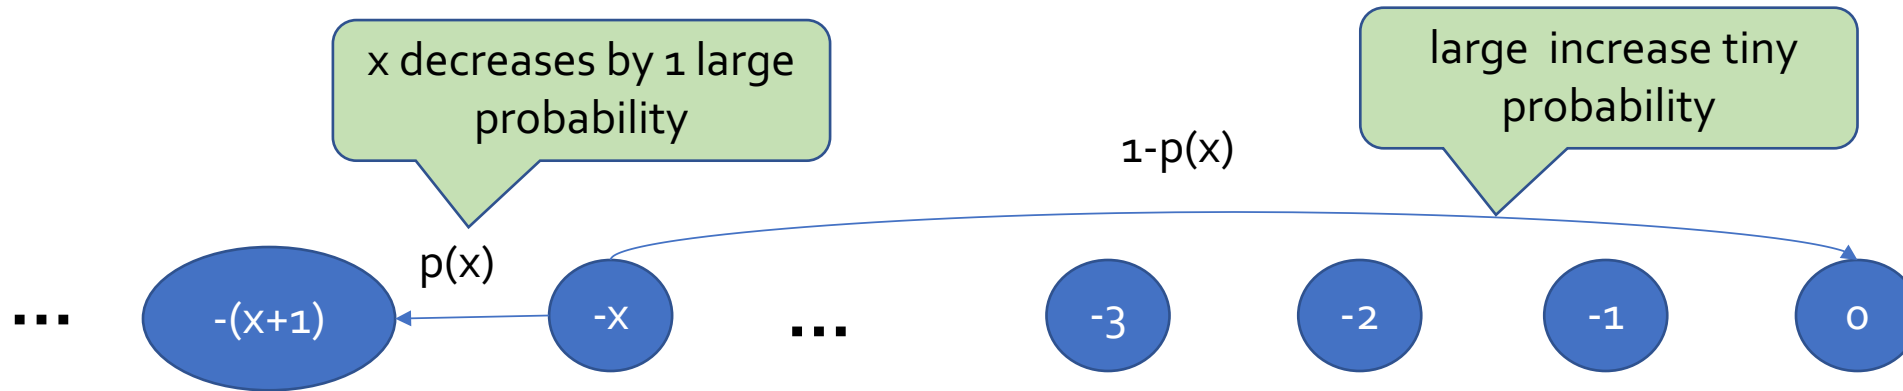 x decreases by 1 large
probability
large  increase tiny
probability
1-p(x)
p(x)
...
-(x+1)
-x
...
-3
-2
-1
0